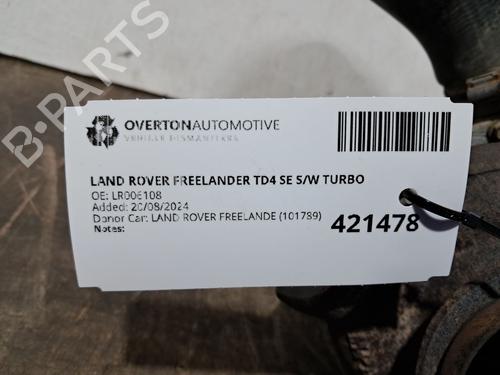 B-PARTS
OVERTONAUTOMOTIVE
VEHICLE DISMANTLERS
LAND ROVER FREELANDER TD4 SE S/W TURBO
OE: LR006108
Added: 20/08/2024
Donor Car: LAND ROVER FREELANDE (101789)
Notes:
421478